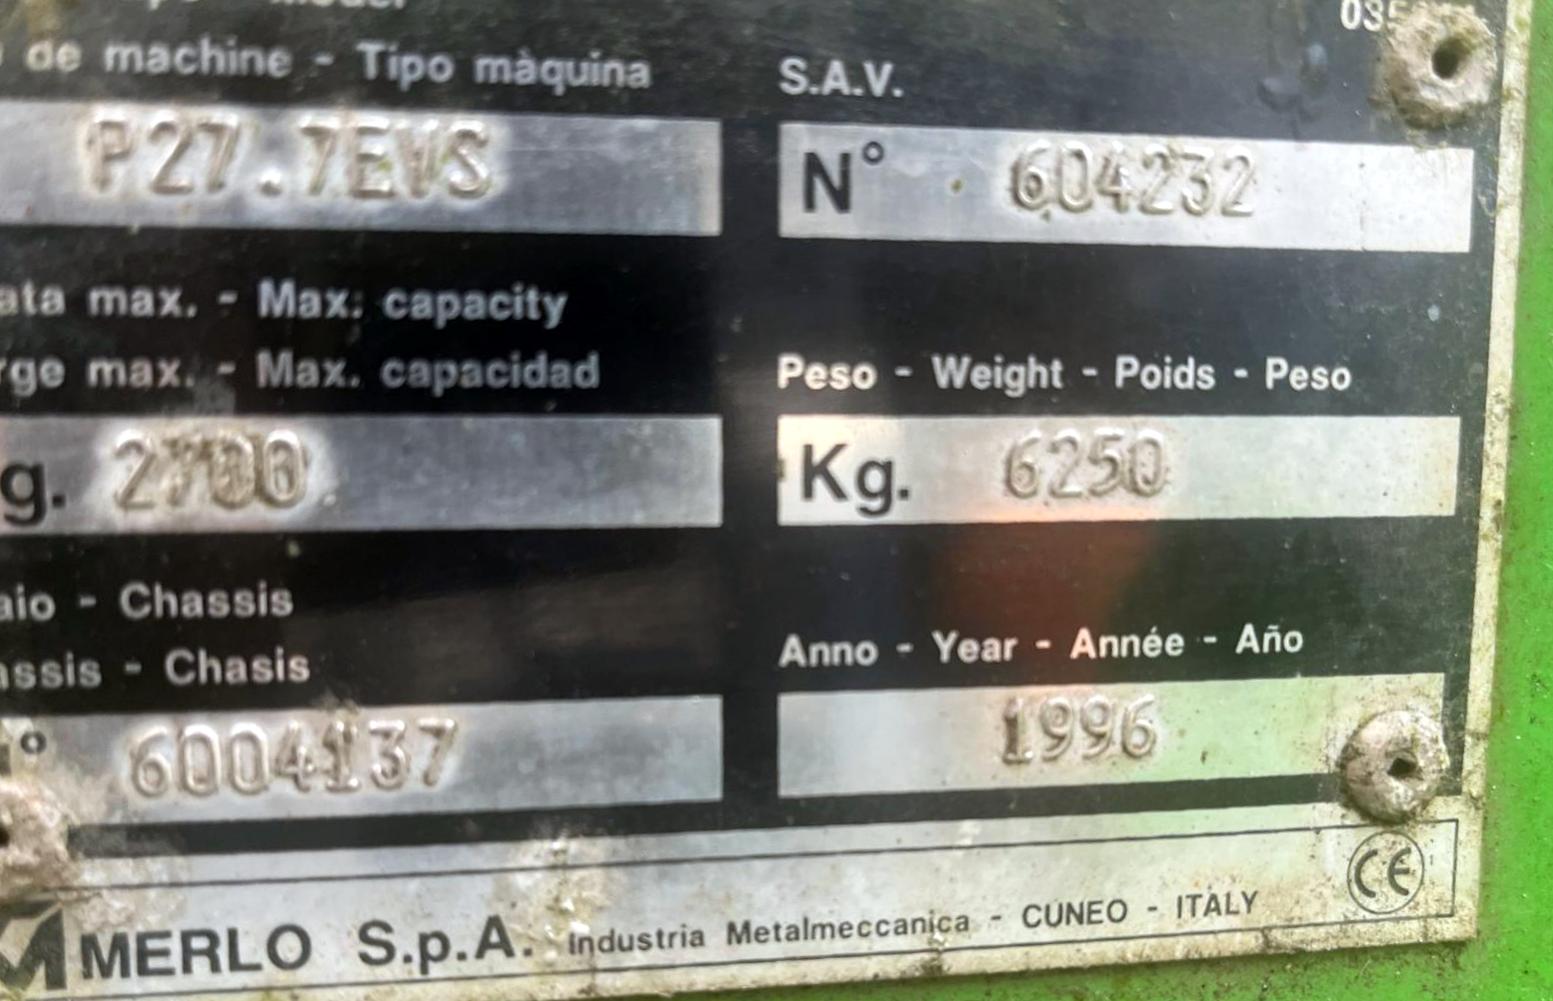 035
de machine - Tipo màquina
S.A.V.
P27.7EVS
N° 604232
ata max. - Max. capacity
rge max. - Max. capacidad
Peso - Weight - Poids - Peso
g. 2700
Kg. 6250
aio - Chassis
assis - Chasis
Anno - Year - Année - Año
° 6004137
1996
MERLO S.p.A. Industria Metalmeccanica - CUNEO - ITALY
CE